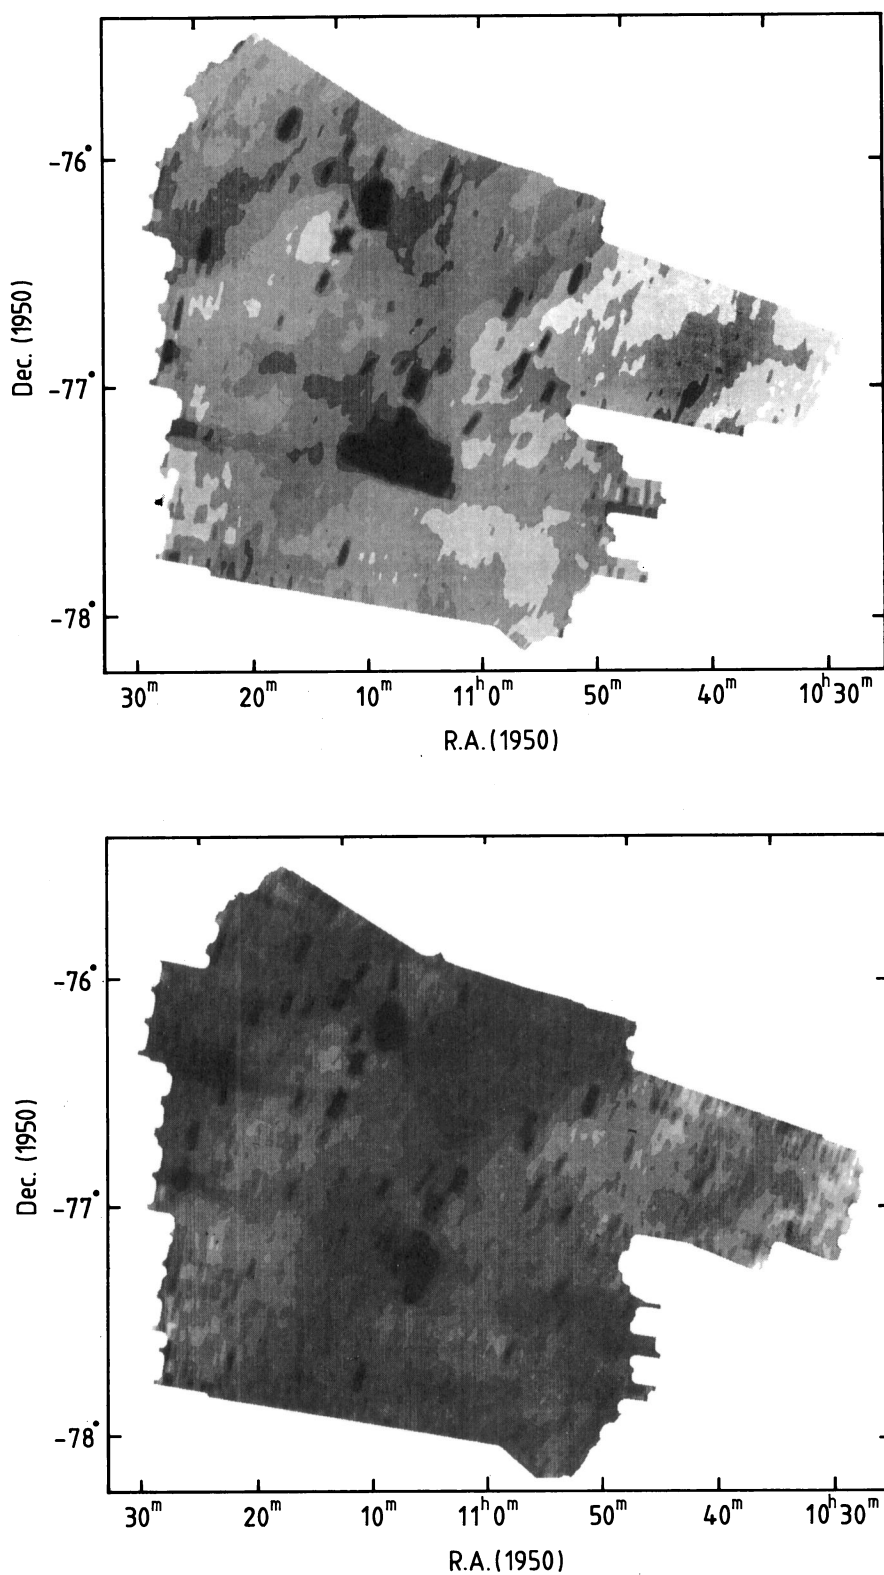 -76°
-77°
-78°
Dec. (1950)
30ᵐ 20ᵐ 10ᵐ 11ʰ 0ᵐ 50ᵐ 40ᵐ 10ʰ 30ᵐ
R.A. (1950)
-76°
-77°
-78°
Dec. (1950)
30ᵐ 20ᵐ 10ᵐ 11ʰ 0ᵐ 50ᵐ 40ᵐ 10ʰ 30ᵐ
R.A. (1950)